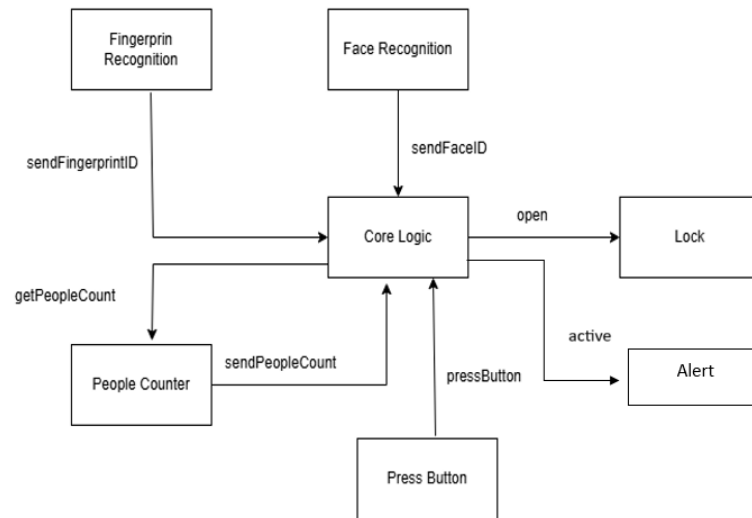 Fingerprin
Recognition
Face Recognition
sendFingerprintID
sendFaceID
open
Core Logic
Lock
getPeopleCount
active
sendPeopleCount
pressButton
Alert
People Counter
Press Button